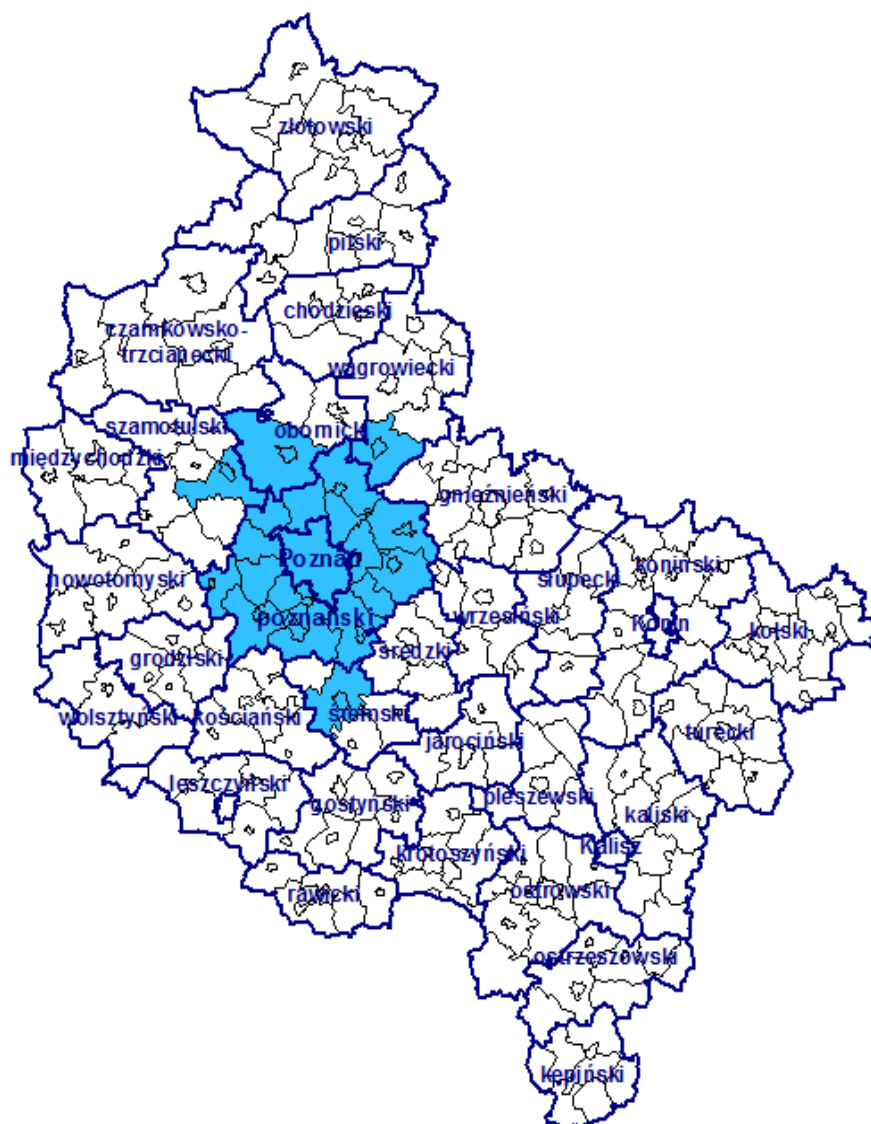 złotowski
pilski
chodzieski
czarnkowsko-
trzcianecki
wągrowiecki
szamotulski
obornicki
międzychodzki
gnieźnieński
Poznań
nowotomyski
słupecki
koniński
poznański
wrzesiński
Konin
kolski
grodziski
średzki
wolsztyński
kościański
śremski
jarociński
turecki
leszczyński
gostyński
pleszewski
kaliski
krotoszyński
Kalisz
rawicki
ostrowski
ostrzeszowski
kępiński